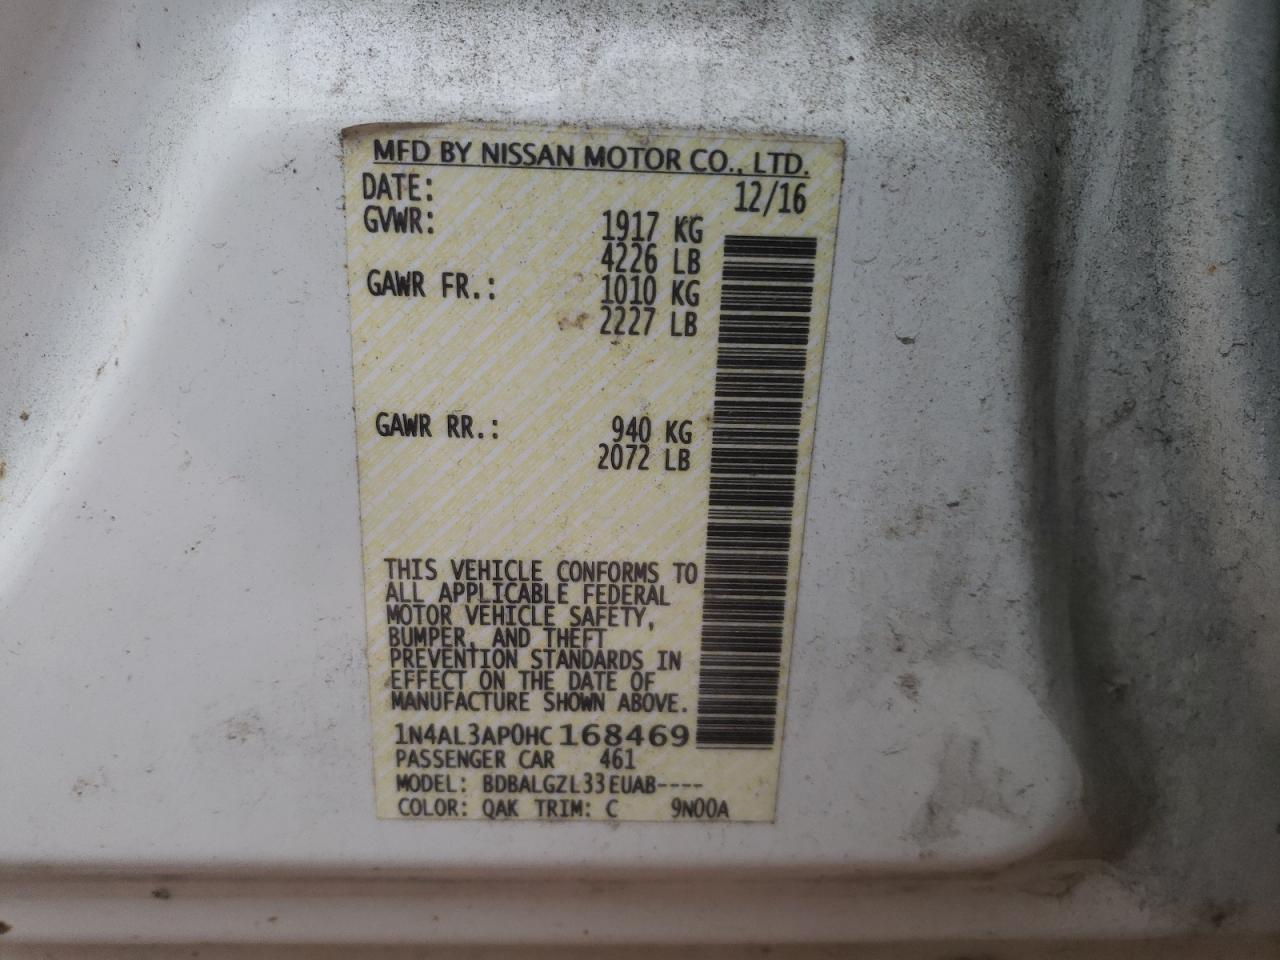 MFD BY NISSAN MOTOR CO., LTD.
DATE: 12/16
GVWR: 1917 KG
4226 LB
GAWR FR.: 1010 KG
2227 LB
GAWR RR.: 940 KG
2072 LB
THIS VEHICLE CONFORMS TO
ALL APPLICABLE FEDERAL
MOTOR VEHICLE SAFETY,
BUMPER, AND THEFT
PREVENTION STANDARDS IN
EFFECT ON THE DATE OF
MANUFACTURE SHOWN ABOVE.
1N4AL3AP0HC168469
PASSENGER CAR 461
MODEL: BDBALGZL33EUAB----
COLOR: QAK TRIM: C 9N00A